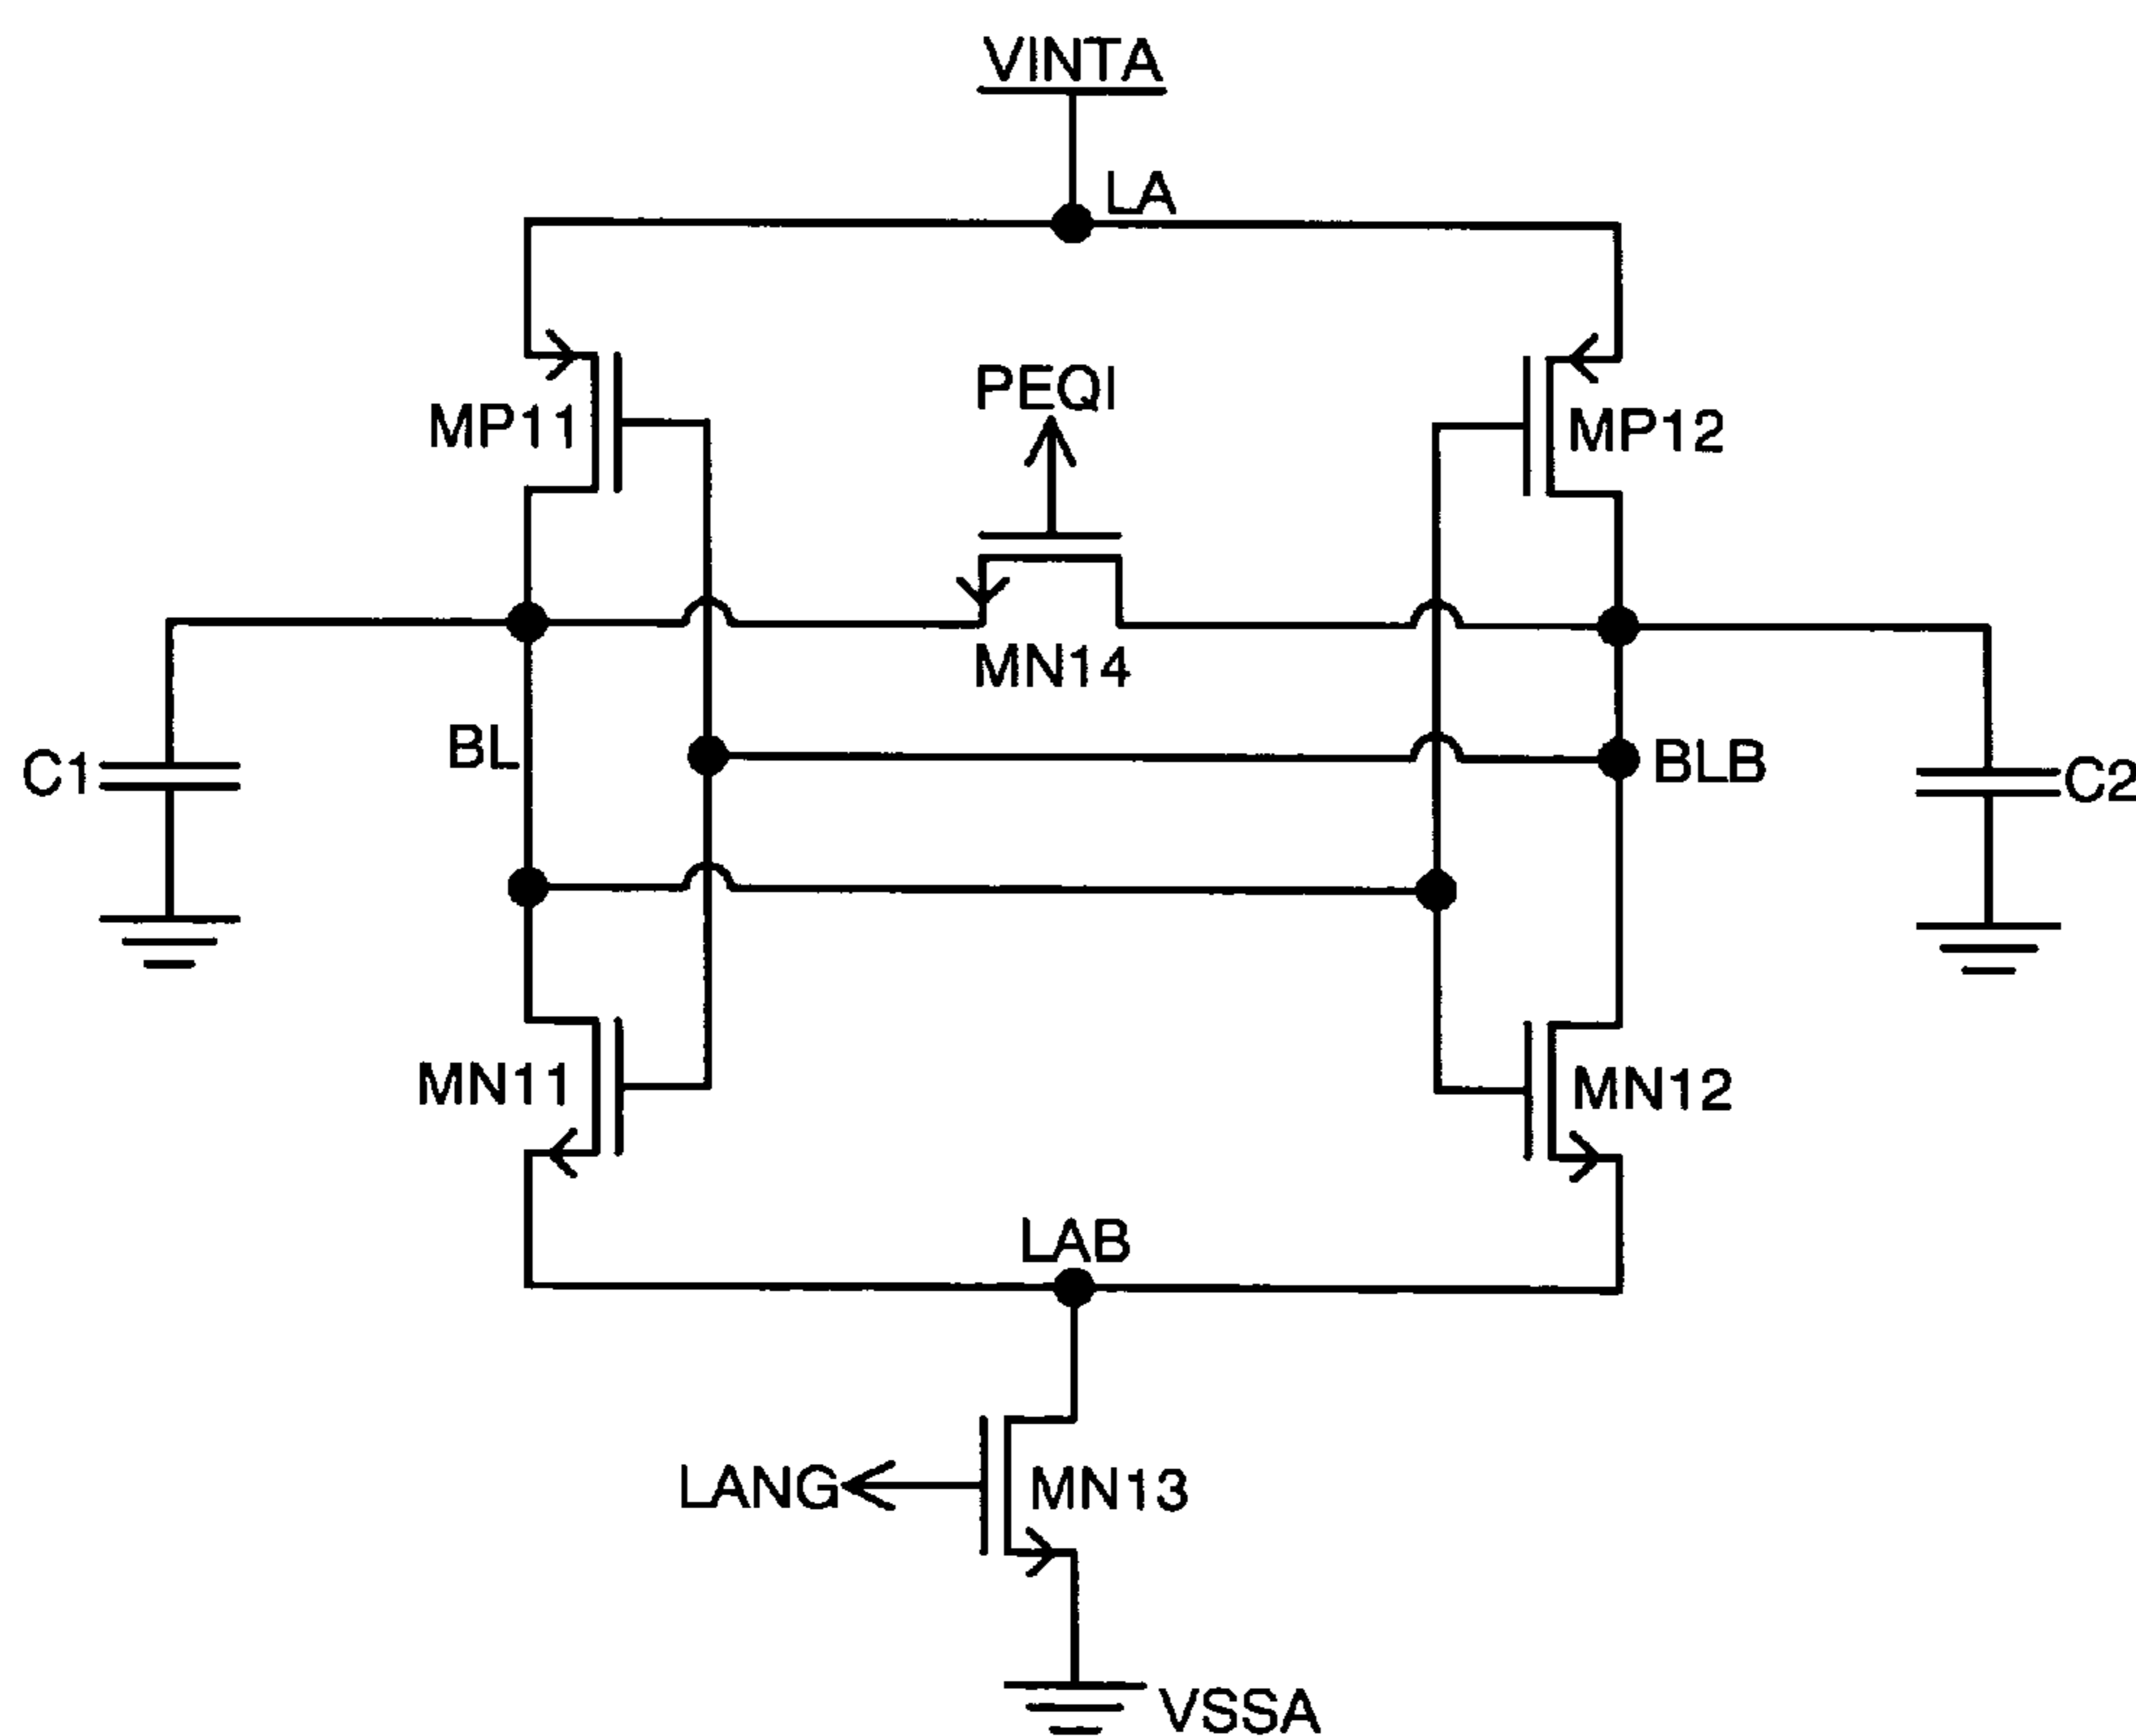 VINTA
LA
PEQI
MP11
MP12
MN14
BL
BLB
C1
C2
MN11
MN12
LAB
LANG
MN13
VSSA